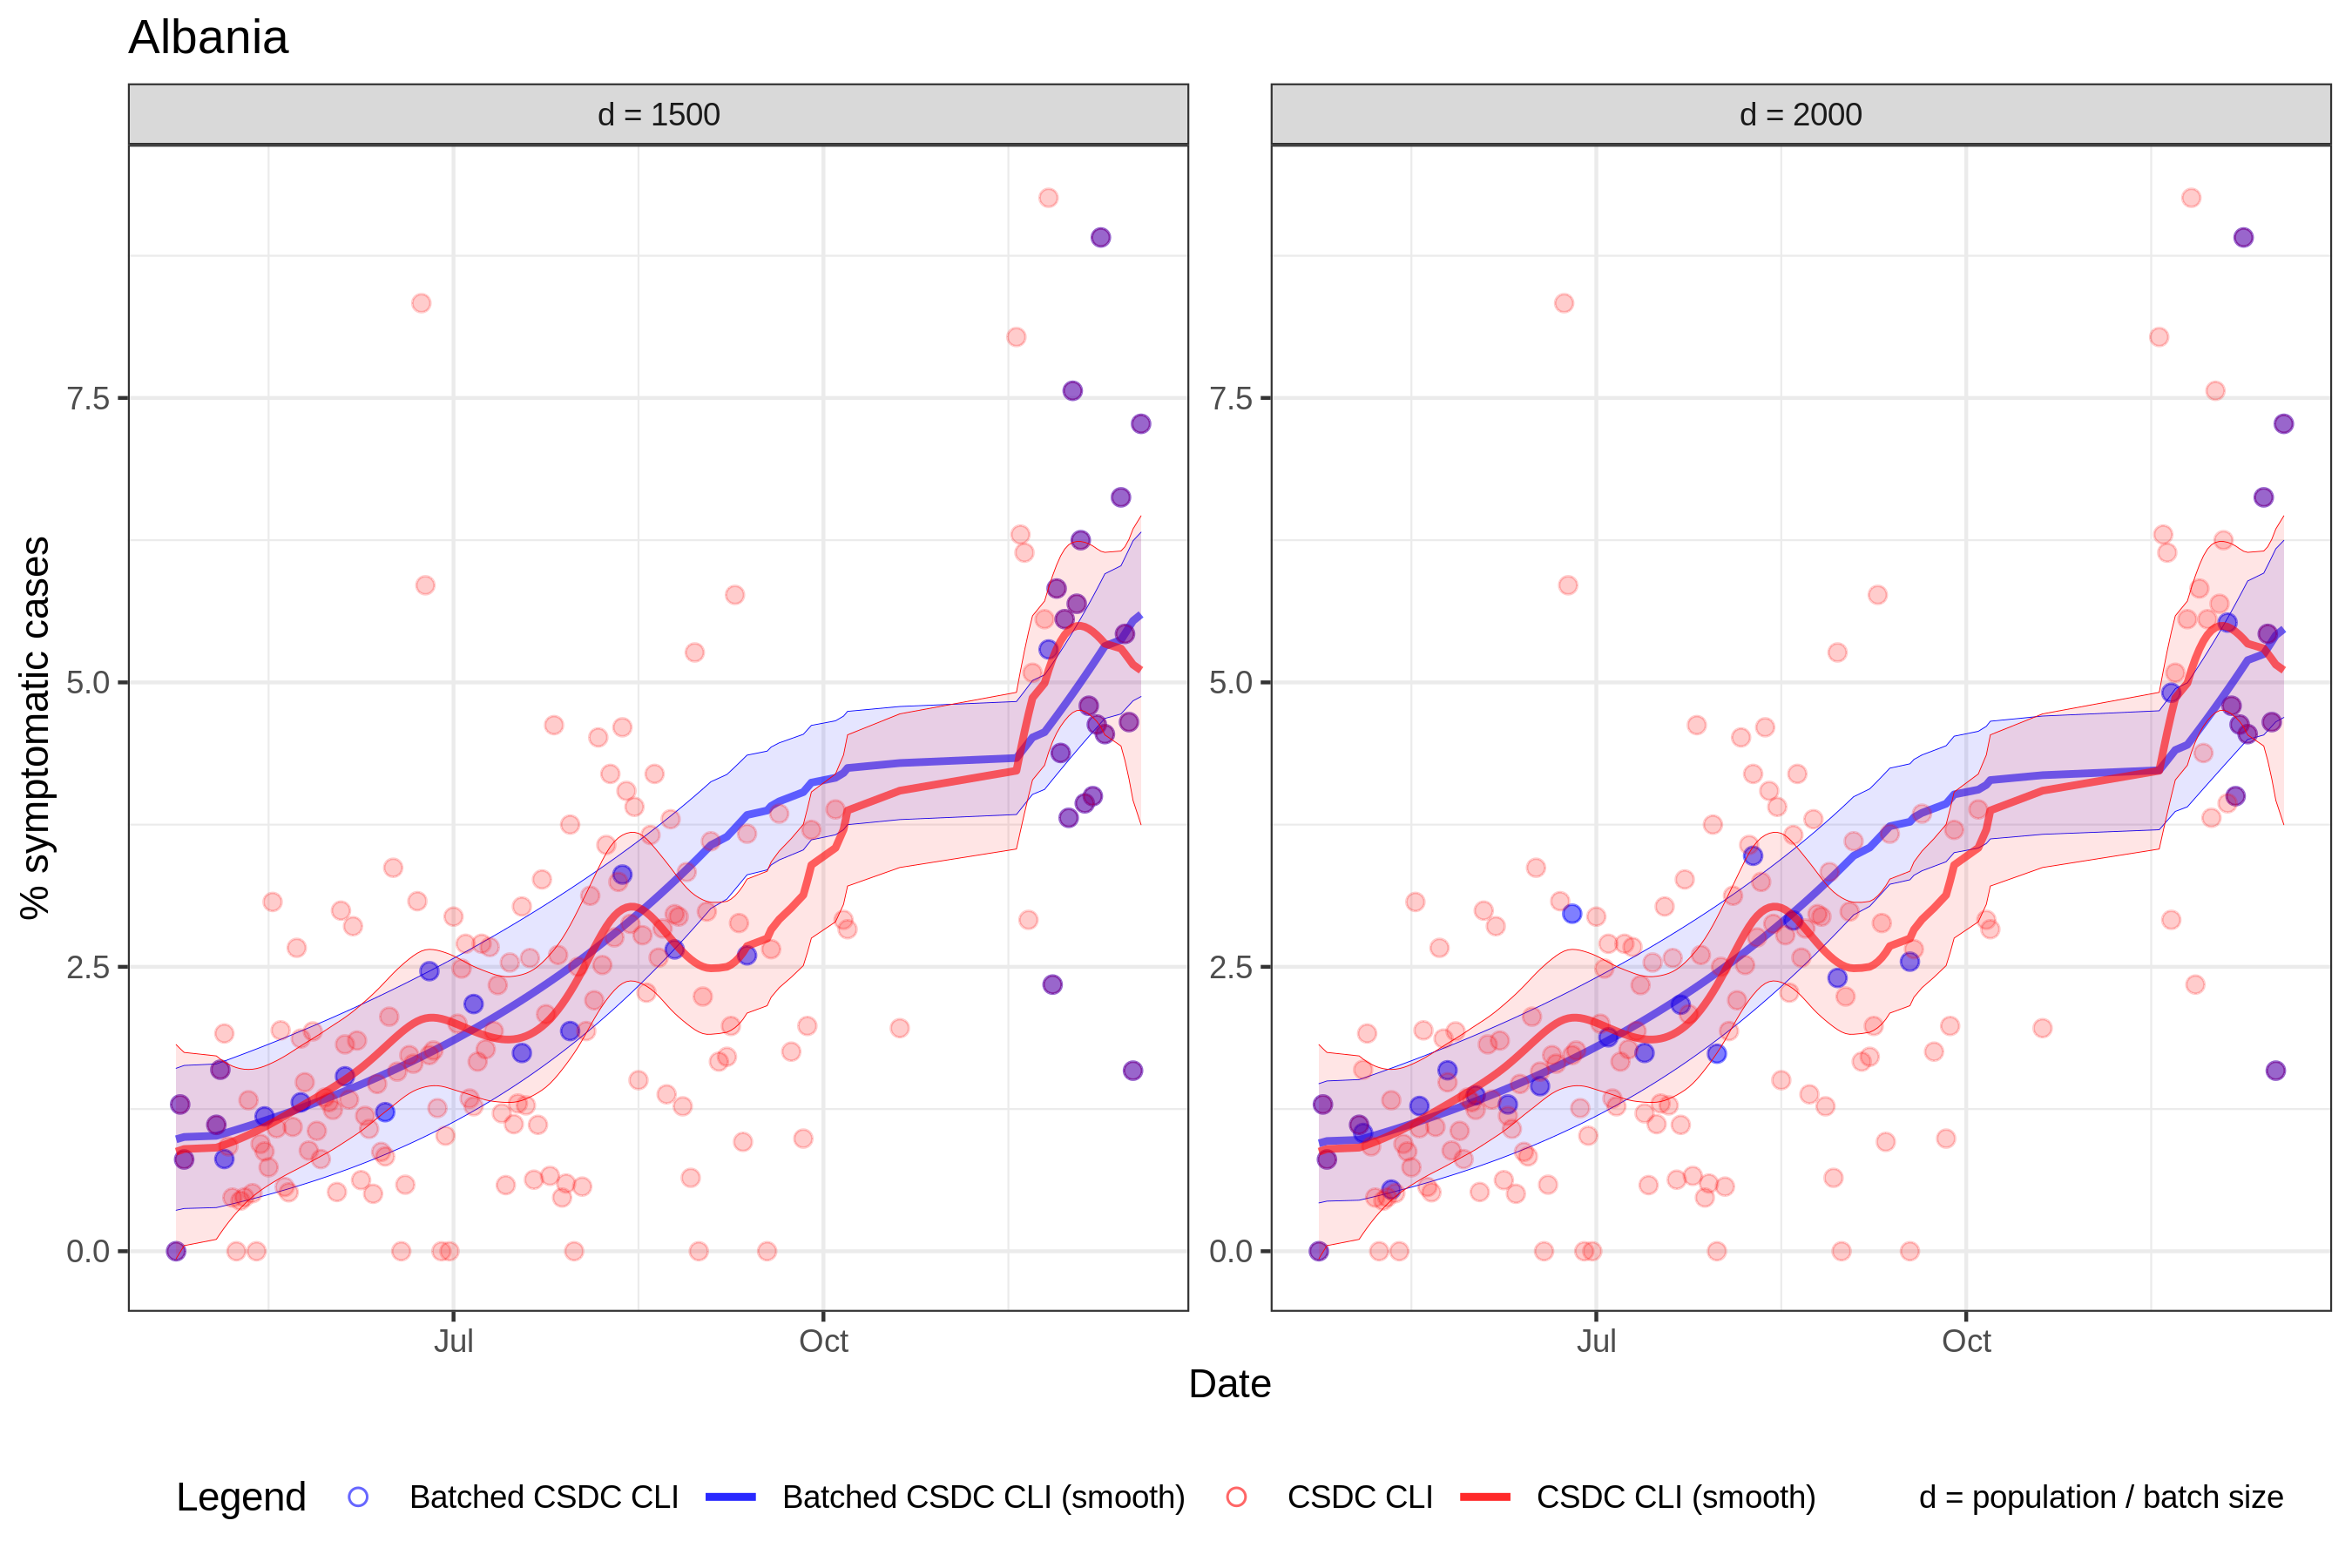 Albania
d = 1500
d = 2000
% symptomatic cases
7.5
5.0
2.5
0.0
7.5
5.0
2.5
0.0
Jul
Oct
Jul
Oct
Date
Legend
Batched CSDC CLI
Batched CSDC CLI (smooth)
CSDC CLI
CSDC CLI (smooth)
d = population / batch size